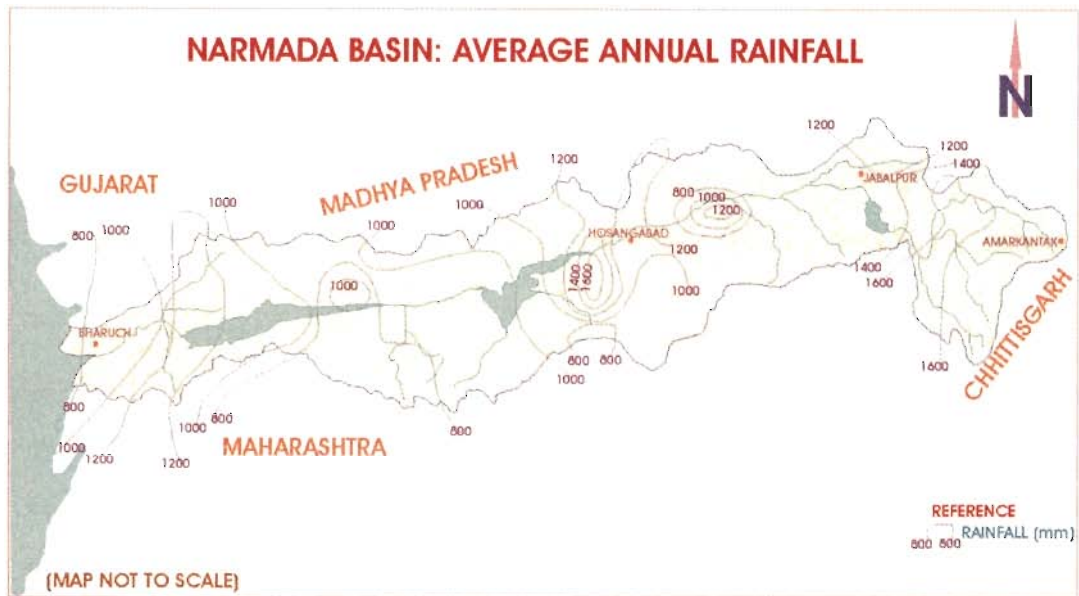 NARMADA BASIN: AVERAGE ANNUAL RAINFALL
N
1200
1200
1400
JABALPUR
1200
MADHYA PRADESH
GUJARAT
800
1000
1200
1000
1000
1000
800
1000
HOSANGABAD
AMARKANTAK
1200
1400
1600
1000
1000
1400
1600
BHARUCH
800
800
1000
1600
CHHITTISGARH
800
1000
1200
1000
800
1200
MAHARASHTRA
800
REFERENCE
800 800 RAINFALL (mm)
(MAP NOT TO SCALE)